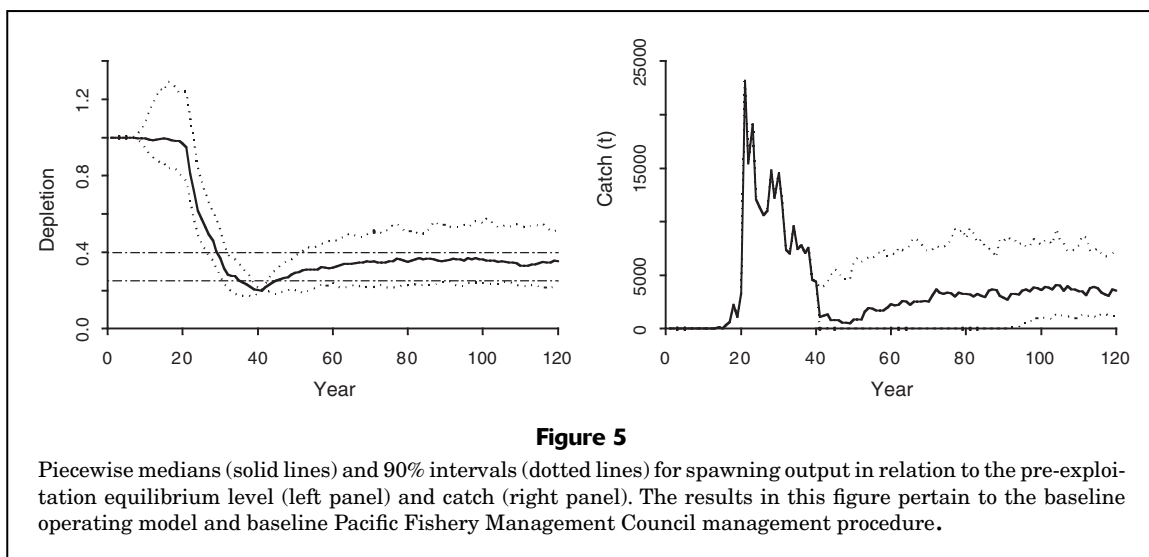 1.2
0.8
0.4
0.0
Depletion
0 20 40 60 80 100 120
Year
25000
15000
5000
0
Catch (t)
0 20 40 60 80 100 120
Year
Figure 5
Piecewise medians (solid lines) and 90% intervals (dotted lines) for spawning output in relation to the pre-exploi-
tation equilibrium level (left panel) and catch (right panel). The results in this figure pertain to the baseline
operating model and baseline Pacific Fishery Management Council management procedure.